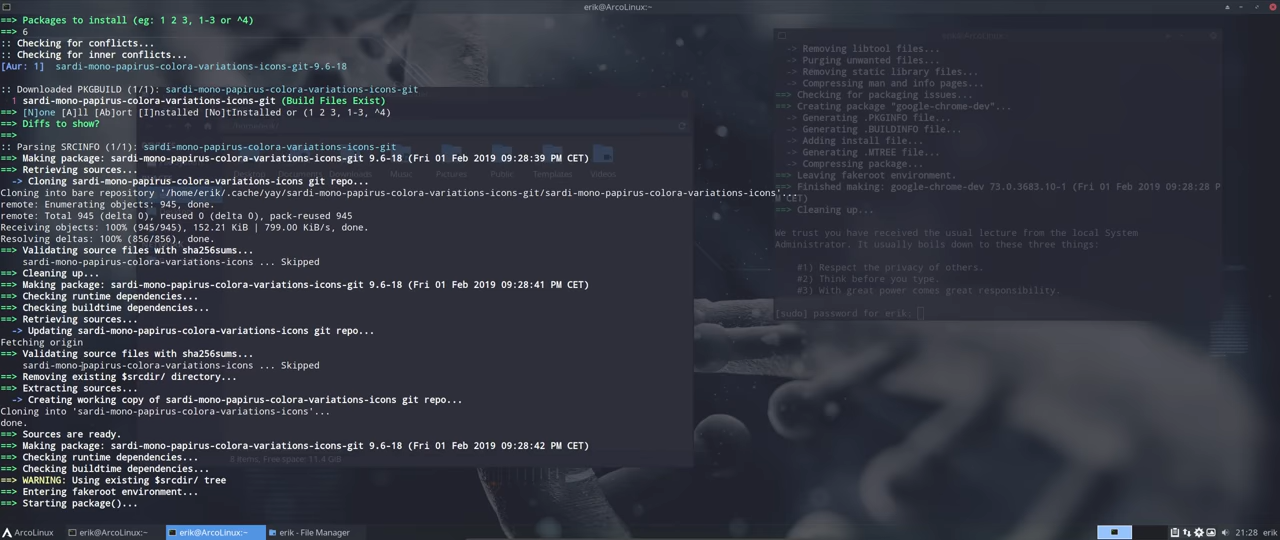 erik@ArcoLinux:~
==> Packages to install (eg: 1 2 3, 1-3 or ^4)
==> 6
:: Checking for conflicts...
:: Checking for inner conflicts...
[Aur: 1]  sardi-mono-papirus-colora-variations-icons-git-9.6-18
:: Downloaded PKGBUILD (1/1): sardi-mono-papirus-colora-variations-icons-git
1 sardi-mono-papirus-colora-variations-icons-git (Build Files Exist)
==> [N]one [A]ll [Ab]ort [I]nstalled [No]tInstalled or (1 2 3, 1-3, ^4)
==> Diffs to show?
==>
:: Parsing SRCINFO (1/1): sardi-mono-papirus-colora-variations-icons-git
==> Making package: sardi-mono-papirus-colora-variations-icons-git 9.6-18 (Fri 01 Feb 2019 09:28:39 PM CET)
==> Retrieving sources...
-> Cloning sardi-mono-papirus-colora-variations-icons git repo...
Cloning into bare repository '/home/erik/.cache/yay/sardi-mono-papirus-colora-variations-icons-git/sardi-mono-papirus-colora-variations-icons'...
remote: Enumerating objects: 945, done.
remote: Total 945 (delta 0), reused 0 (delta 0), pack-reused 945
Receiving objects: 100% (945/945), 152.21 KiB | 799.00 KiB/s, done.
Resolving deltas: 100% (856/856), done.
==> Validating source files with sha256sums...
sardi-mono-papirus-colora-variations-icons ... Skipped
==> Cleaning up...
==> Making package: sardi-mono-papirus-colora-variations-icons-git 9.6-18 (Fri 01 Feb 2019 09:28:41 PM CET)
==> Checking runtime dependencies...
==> Checking buildtime dependencies...
==> Retrieving sources...
-> Updating sardi-mono-papirus-colora-variations-icons git repo...
Fetching origin
==> Validating source files with sha256sums...
sardi-mono-papirus-colora-variations-icons ... Skipped
==> Removing existing $srcdir/ directory...
==> Extracting sources...
-> Creating working copy of sardi-mono-papirus-colora-variations-icons git repo...
Cloning into 'sardi-mono-papirus-colora-variations-icons'...
done.
==> Sources are ready.
==> Making package: sardi-mono-papirus-colora-variations-icons-git 9.6-18 (Fri 01 Feb 2019 09:28:42 PM CET)
==> Checking runtime dependencies...
==> Checking buildtime dependencies...
==> WARNING: Using existing $srcdir/ tree
==> Entering fakeroot environment...
==> Starting package()...
-> Removing libtool files...
-> Purging unwanted files...
-> Removing static library files...
-> Compressing man and info pages...
==> Checking for packaging issues...
==> Creating package "google-chrome-dev"...
-> Generating .PKGINFO file...
-> Generating .BUILDINFO file...
-> Adding install file...
-> Generating .MTREE file...
-> Compressing package...
==> Leaving fakeroot environment.
==> Finished making: google-chrome-dev 73.0.3683.10-1 (Fri 01 Feb 2019 09:28:28 P
M CET)
==> Cleaning up...
We trust you have received the usual lecture from the local System
Administrator. It usually boils down to these three things:
#1) Respect the privacy of others.
#2) Think before you type.
#3) With great power comes great responsibility.
[sudo] password for erik:
Desktop Documents Downloads Music Pictures Public Templates Videos
8 items, Free space: 11.4 GiB
ArcoLinux
erik@ArcoLinux:~
erik@ArcoLinux:~
erik - File Manager
21:28
erik